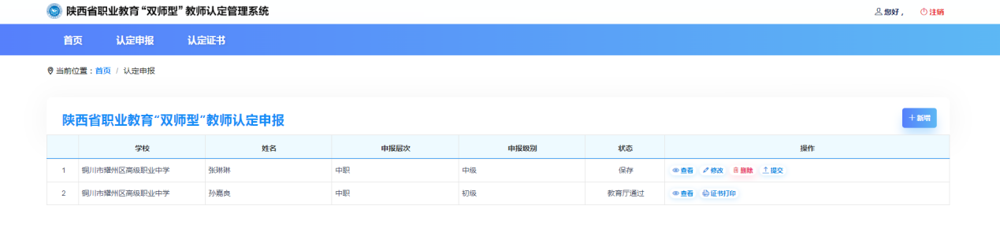 陕西省职业教育“双师型”教师认定管理系统
您好， 注销
首页 认定申报 认定证书
当前位置：首页 / 认定申报
陕西省职业教育“双师型”教师认定申报
新增
学校 姓名 申报层次 申报级别 状态 操作
1 铜川市耀州区高级职业中学 张琳琳 中职 中级 保存 查看 修改 删除 提交
2 铜川市耀州区高级职业中学 孙嘉良 中职 初级 教育厅通过 查看 证书打印